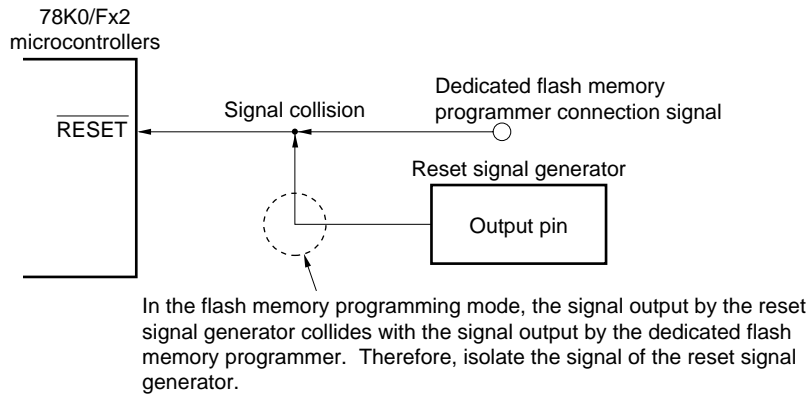 78K0/Fx2
microcontrollers
RESET
Signal collision
Dedicated flash memory
programmer connection signal
Reset signal generator
Output pin
In the flash memory programming mode, the signal output by the reset
signal generator collides with the signal output by the dedicated flash
memory programmer. Therefore, isolate the signal of the reset signal
generator.